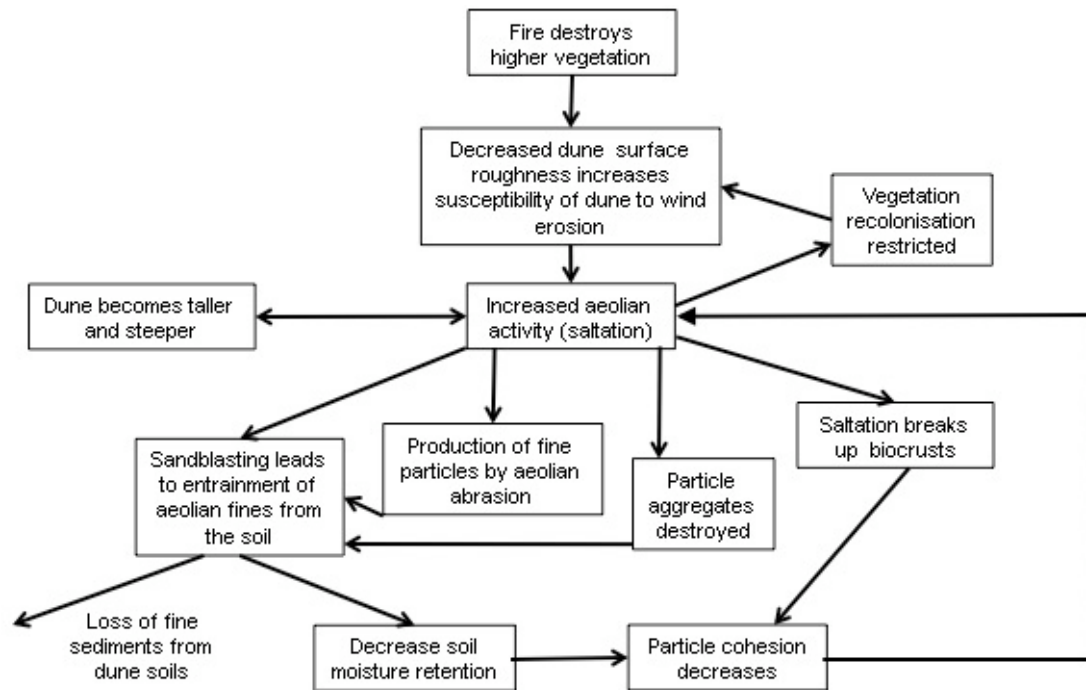 Fire destroys
higher vegetation
Decreased dune surface
roughness increases
susceptibility of dune to wind
erosion
Vegetation
recolonisation
restricted
Dune becomes taller
and steeper
Increased aeolian
activity (saltation)
Sandblasting leads
to entrainment of
aeolian fines from
the soil
Production of fine
particles by aeolian
abrasion
Particle
aggregates
destroyed
Saltation breaks
up biocrusts
Loss of fine
sediments from
dune soils
Decrease soil
moisture retention
Particle cohesion
decreases